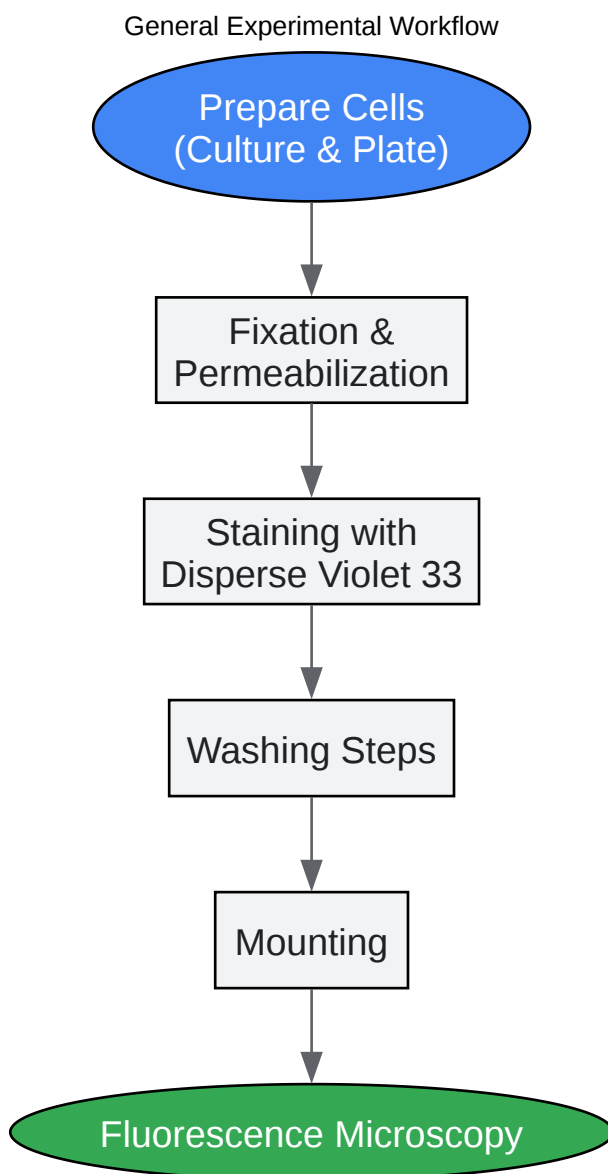 General Experimental Workflow
Prepare Cells
(Culture & Plate)
Fixation &
Permeabilization
Staining with
Disperse Violet 33
Washing Steps
Mounting
Fluorescence Microscopy